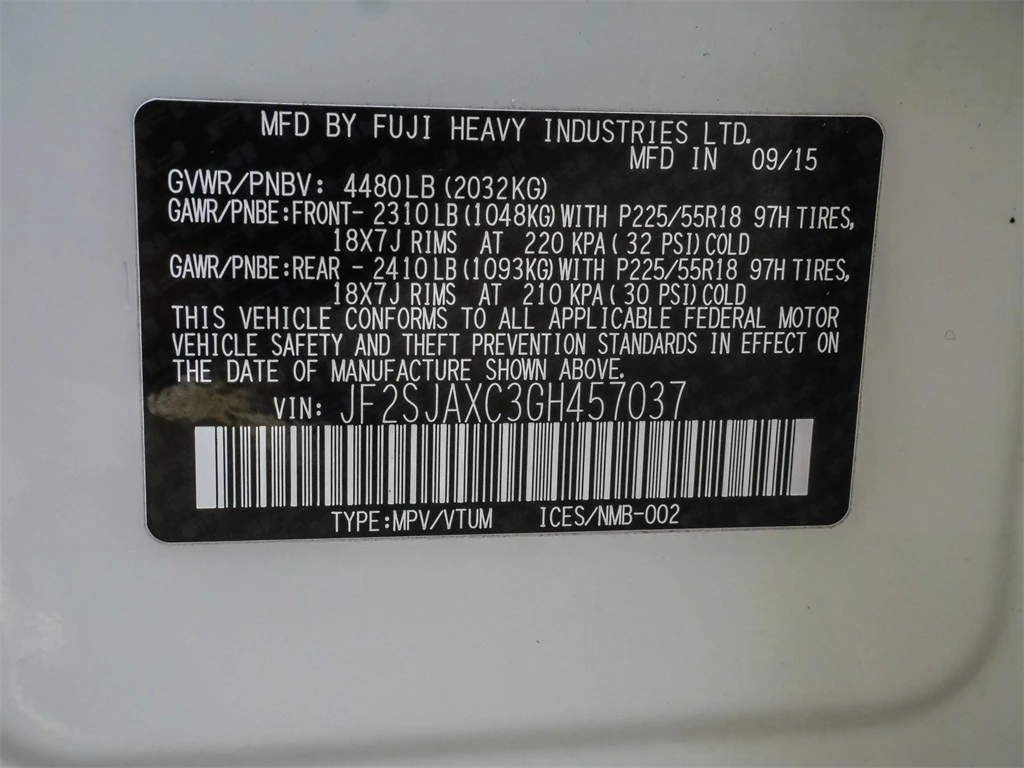 MFD BY FUJI HEAVY INDUSTRIES LTD.
MFD IN 09/15
GVWR/PNBV: 4480LB (2032KG)
GAWR/PNBE:FRONT- 2310LB(1048KG)WITH P225/55R18 97H TIRES,
18X7J RIMS AT 220 KPA( 32 PSI)COLD
GAWR/PNBE:REAR - 2410LB(1093KG)WITH P225/55R18 97H TIRES,
18X7J RIMS AT 210 KPA(30 PSI)COLD
THIS VEHICLE CONFORMS TO ALL APPLICABLE FEDERAL MOTOR
VEHICLE SAFETY AND THEFT PREVENTION STANDARDS IN EFFECT ON
THE DATE OF MANUFACTURE SHOWN ABOVE.
VIN: JF2SJAXC3GH457037
TYPE:MPV/VTUM ICES/NMB-002